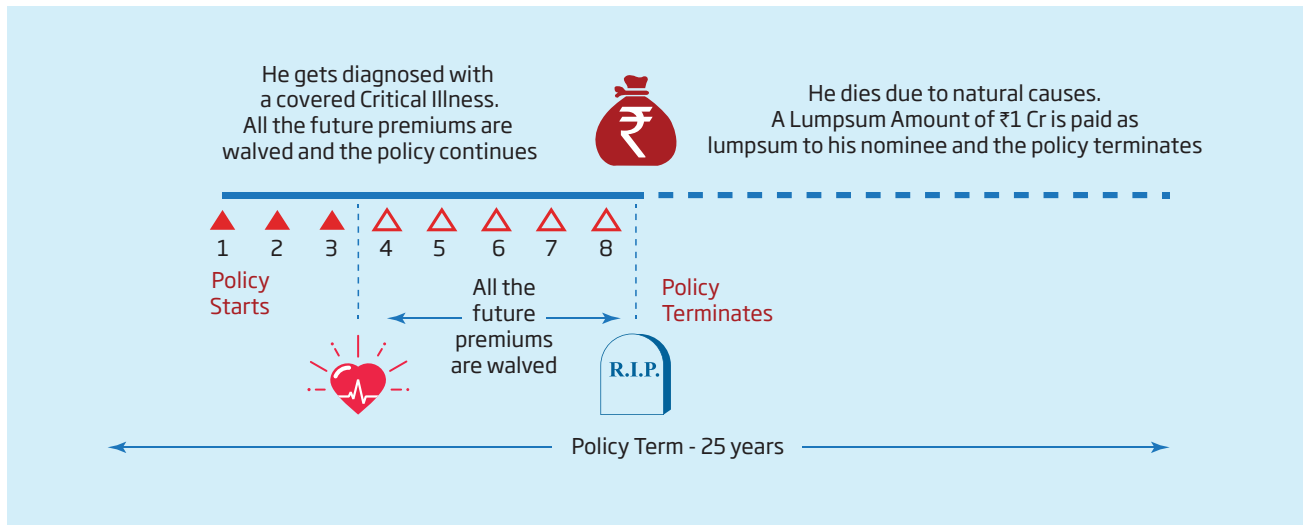 He gets diagnosed with
a covered Critical Illness.
All the future premiums are
walved and the policy continues
₹
He dies due to natural causes.
A Lumpsum Amount of ₹1 Cr is paid as
lumpsum to his nominee and the policy terminates
1 2 3 4 5 6 7 8
Policy
Starts
All the
future
premiums
are walved
Policy
Terminates
R.I.P.
Policy Term - 25 years